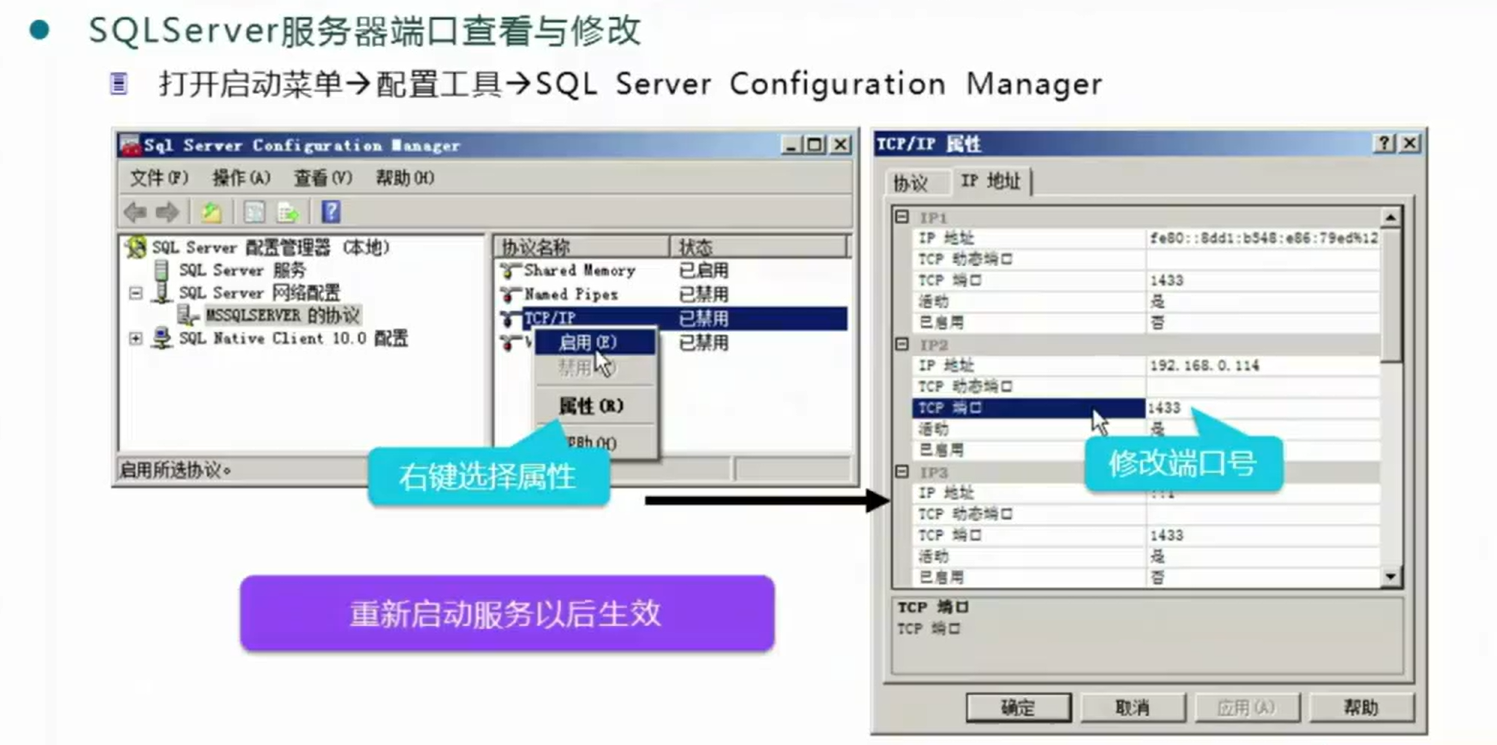 SQLServer服务器端口查看与修改
打开启动菜单→配置工具→SQL Server Configuration Manager
Sql Server Configuration Manager
文件(F) 操作(A) 查看(V) 帮助(H)
SQL Server 配置管理器 (本地)
SQL Server 服务
SQL Server 网络配置
MSSQLSERVER 的协议
SQL Native Client 10.0 配置
协议名称 状态
Shared Memory 已启用
Named Pipes 已禁用
TCP/IP 已禁用
已禁用
启用(E)
禁用
属性(R)
(H)
启用所选协议。
右键选择属性
重新启动服务以后生效
TCP/IP 属性
协议 IP 地址
IP1
IP 地址 fe80::8dd1:b548:e86:79ed%12
TCP 动态端口
TCP 端口 1433
活动 是
已启用 否
IP2
IP 地址 192.168.0.114
TCP 动态端口
TCP 端口 1433
活动 是
已启用
修改端口号
IP3
IP 地址 ::1
TCP 动态端口
TCP 端口 1433
活动 是
已启用 否
TCP 端口
TCP 端口
确定 取消 应用(A) 帮助